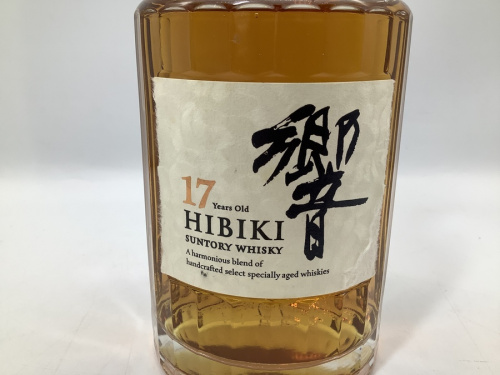 響
17 Years Old
HIBIKI
SUNTORY WHISKY
A harmonious blend of
handcrafted select specially aged whiskies